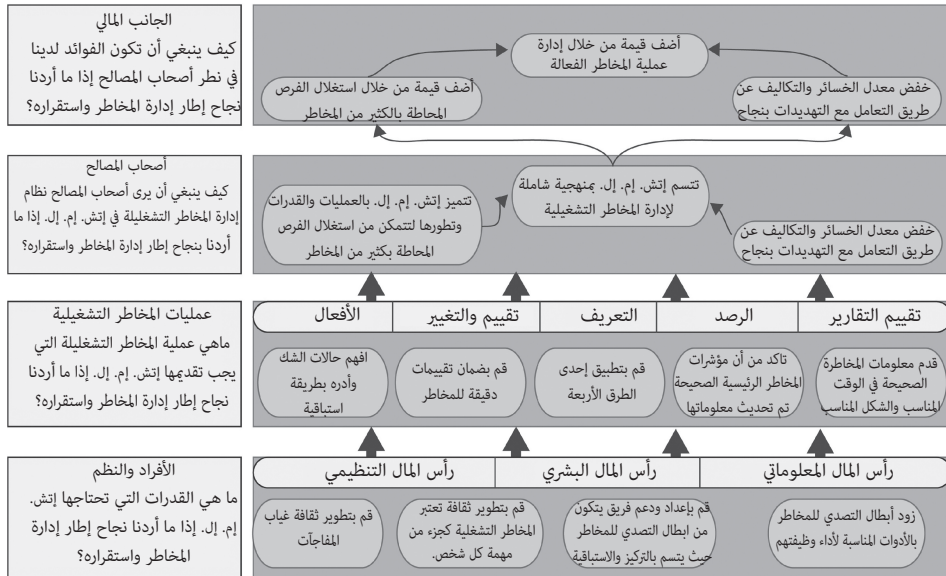 الجانب المالي
كيف ينبغي أن تكون الفوائد لدينا
في نطر أصحاب المصالح إذا ما أردنا
نجاح إطار إدارة المخاطر واستقراره؟
أضف قيمة من خلال إدارة
عملية المخاطر الفعالة
خفض معدل الخسائر والتكاليف عن
طريق التعامل مع التهديدات بنجاج
أضف قيمة من خلال استغلال الفرص
المحاطة بالكثير من المخاطر
أصحاب المصالح
كيف ينبغي أن يرى أصحاب المصالح نظام
إدارة المخاطر التشغليلة في إتش. إم. إل. إذا ما
أردنا بنجاح إطار إدارة المخاطر واستقراره؟
خفض معدل الخسائر والتكاليف عن
طريق التعامل مع التهديدات بنجاح
تتسم إتش. إم. إل. بمنهجية شاملة
لإدارة المخاطر التشغيلية
تتميز إتش. إم. إل. بالعمليات والقدرات
وتطورها لتتمكن من استغلال الفرص
المحاطة بكثير من المخاطر
عمليات المخاطر التشغيلية
ماهي عملية المخاطر التشغليلة التي
يجب تقديمها إتش. إم. إل. إذا ما أردنا
نجاح إطار إدارة المخاطر واستقراره؟
تقييم التقارير
الرصد
التعريف
تقييم والتغيير
الأفعال
قدم معلومات المخاطرة
الصحيحة في الوقت
المناسب والشكل المناسب
تاكد من أن مؤشرات
المخاطر الرئيسية الصحيحة
تم تحديث معلوماتها
قم بتطبيق إحدى
الطرق الأربعة
قم بضمان تقييمات
دقيقة للمخاطر
افهم حالات الشك
وأدره بطريقة
استباقية
الأفراد والنظم
ما هي القدرات التي تحتاجها إتش.
إم. إل. إذا ما أردنا نجاح إطار إدارة
المخاطر واستقراره؟
رأس المال المعلوماتي
رأس المال البشري
رأس المال التنظيمي
زود أبطال التصدي للمخاطر
بالأدوات المناسبة لأداء وظيفتهم
قم بإعداد ودعم فريق يتكون
من ابطال التصدي للمخاطر
حيث يتسم بالتركيز والاستباقية
قم بتطوير ثقافة تعتبر
المخاطر التشغلية كجزء من
مهمة كل شخص.
قم بتطوير ثقافة غياب
المفاجآت